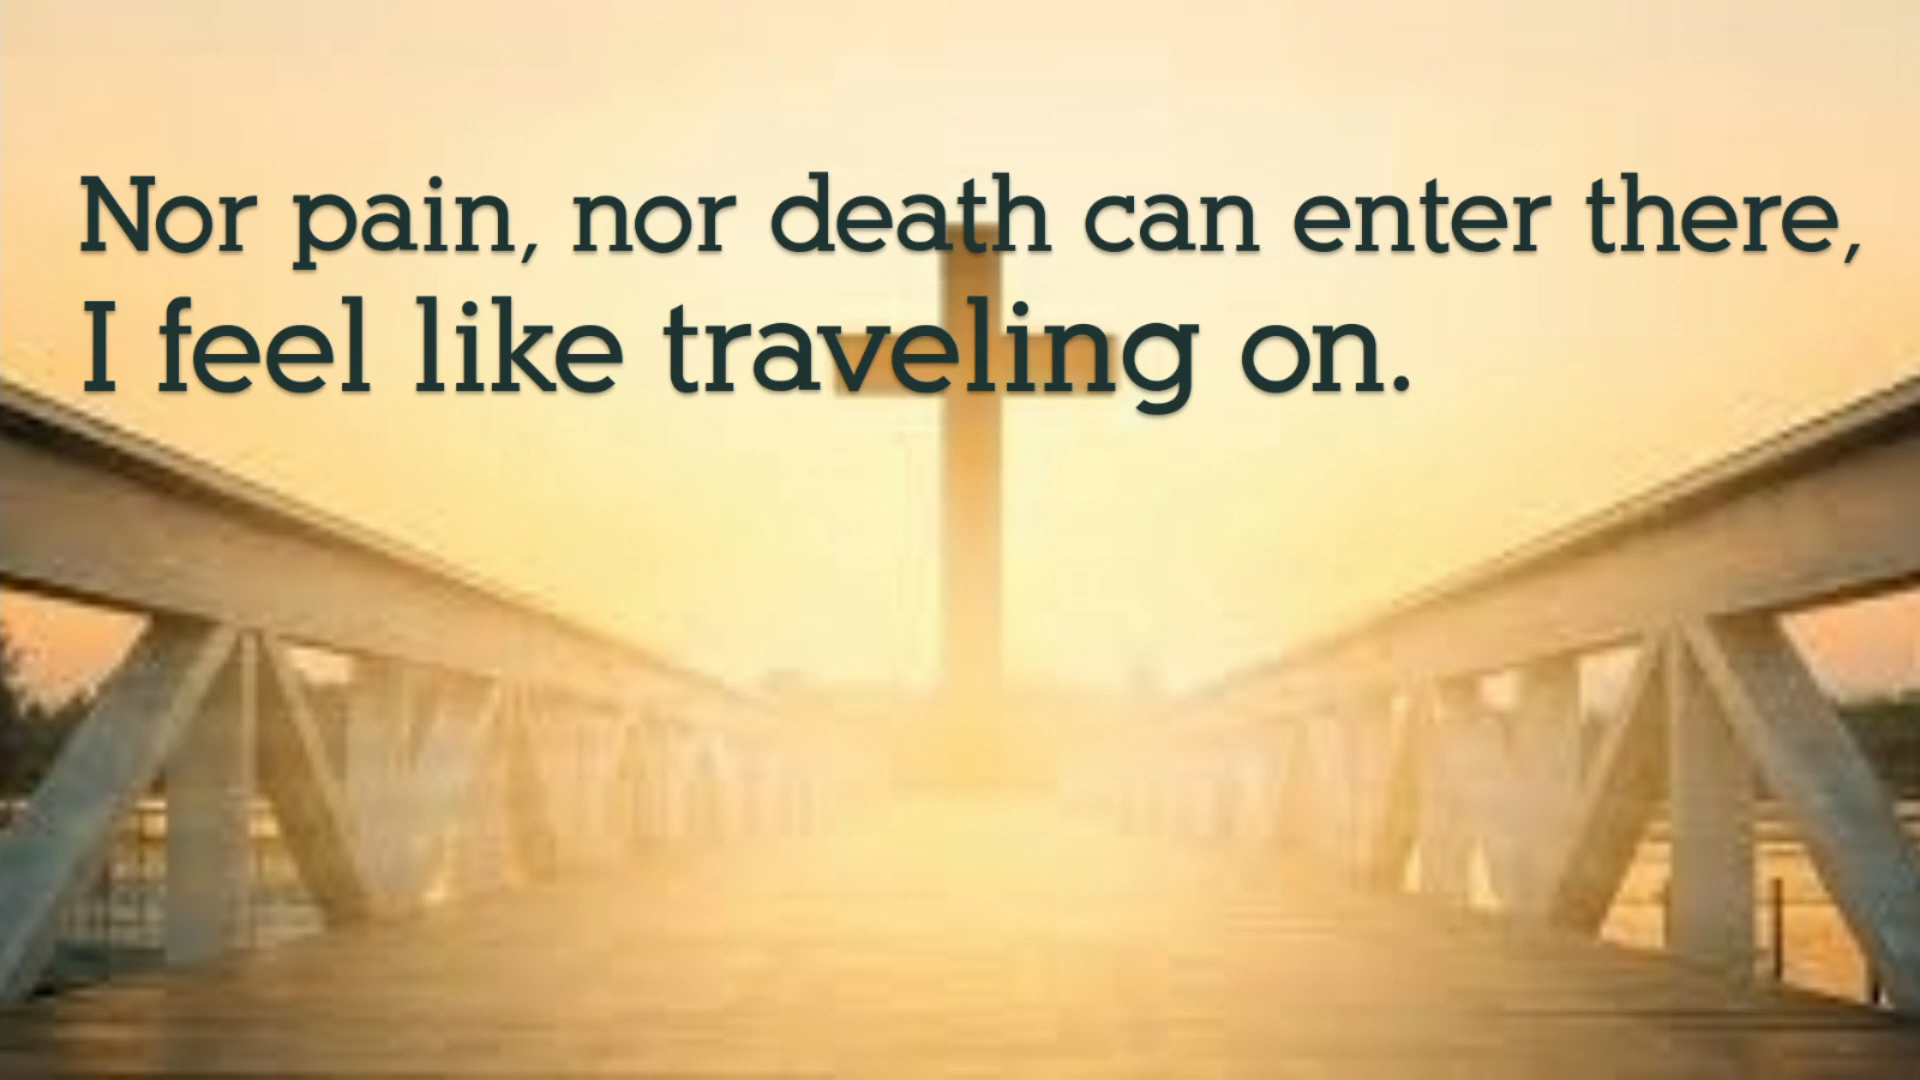 Nor pain, nor death can enter there,
I feel like traveling on.